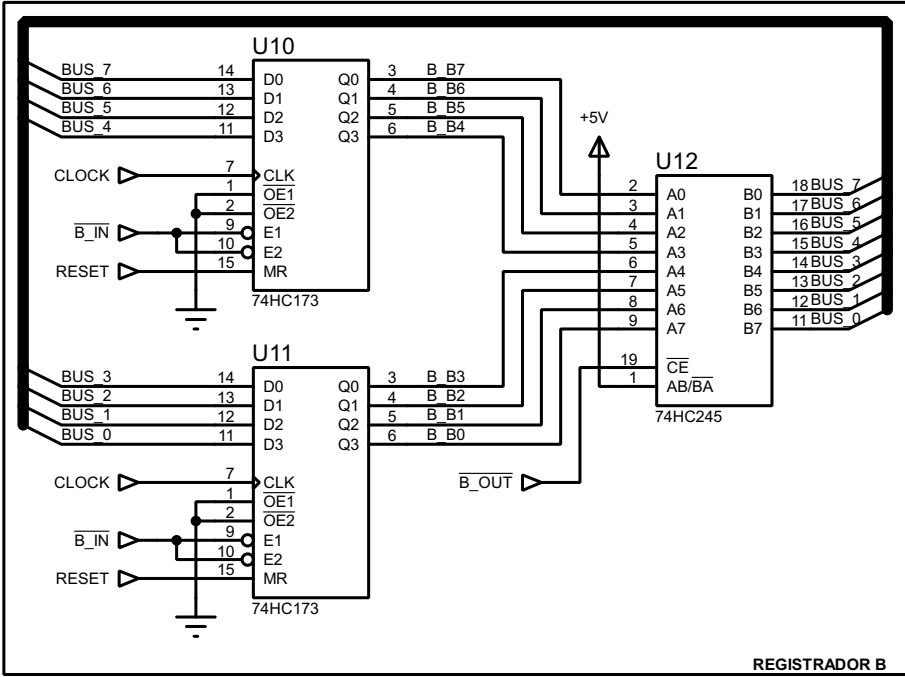 U10
BUS_7 14 D0 Q0 3 B_B7
BUS_6 13 D1 Q1 4 B_B6
BUS_5 12 D2 Q2 5 B_B5
BUS_4 11 D3 Q3 6 B_B4
CLOCK 7 CLK
1 OE1
2 OE2
B_IN 9 E1
10 E2
RESET 15 MR
74HC173
+5V
U12
2 A0 B0 18 BUS_7
3 A1 B1 17 BUS_6
4 A2 B2 16 BUS_5
5 A3 B3 15 BUS_4
6 A4 B4 14 BUS_3
7 A5 B5 13 BUS_2
8 A6 B6 12 BUS_1
9 A7 B7 11 BUS_0
19 CE
1 AB/BA
74HC245
U11
BUS_3 14 D0 Q0 3 B_B3
BUS_2 13 D1 Q1 4 B_B2
BUS_1 12 D2 Q2 5 B_B1
BUS_0 11 D3 Q3 6 B_B0
CLOCK 7 CLK
1 OE1
2 OE2
B_IN 9 E1
10 E2
RESET 15 MR
74HC173
B_OUT
REGISTRADOR B